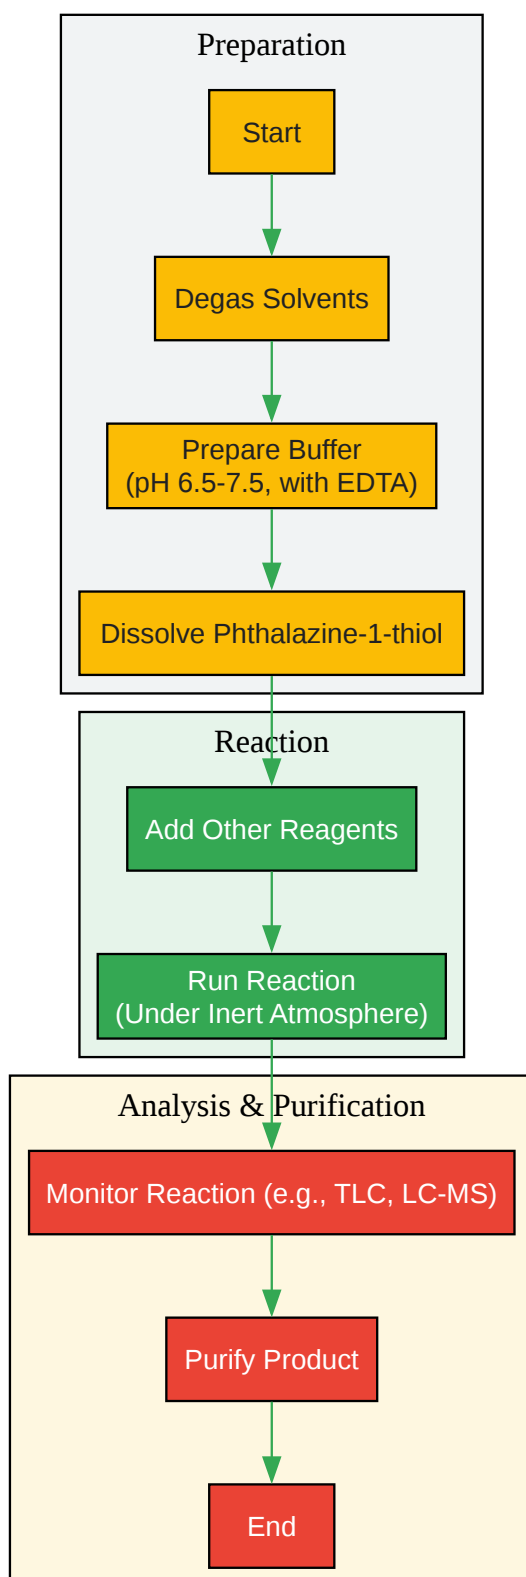 Preparation
Start
Degas Solvents
Prepare Buffer
(pH 6.5-7.5, with EDTA)
Dissolve Phthalazine-1-thiol
Reaction
Add Other Reagents
Run Reaction
(Under Inert Atmosphere)
Analysis & Purification
Monitor Reaction (e.g., TLC, LC-MS)
Purify Product
End